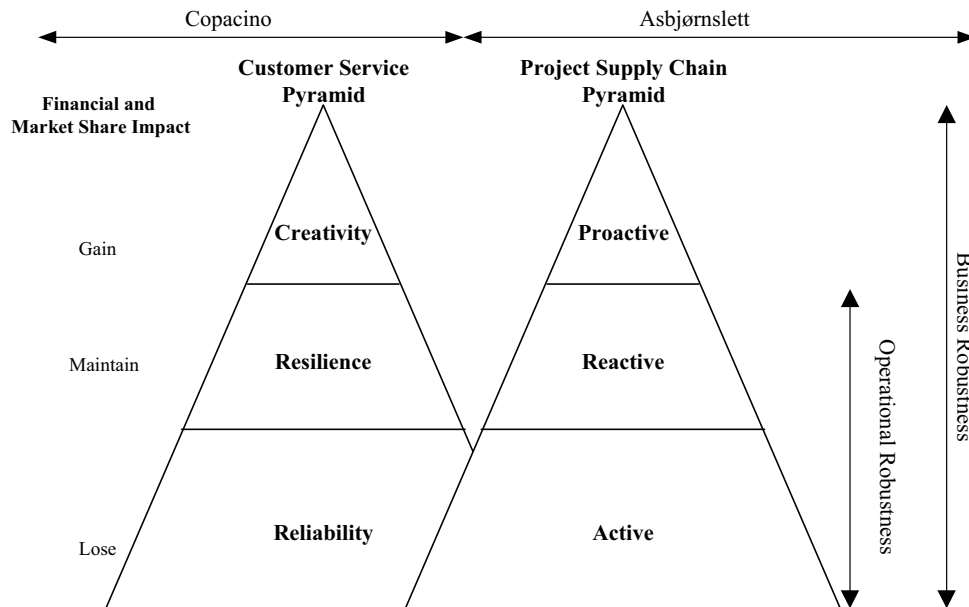 Copacino
Asbjørnslett
Customer Service
Pyramid
Project Supply Chain
Pyramid
Financial and
Market Share Impact
Gain
Creativity
Proactive
Maintain
Resilience
Reactive
Lose
Reliability
Active
Operational Robustness
Business Robustness